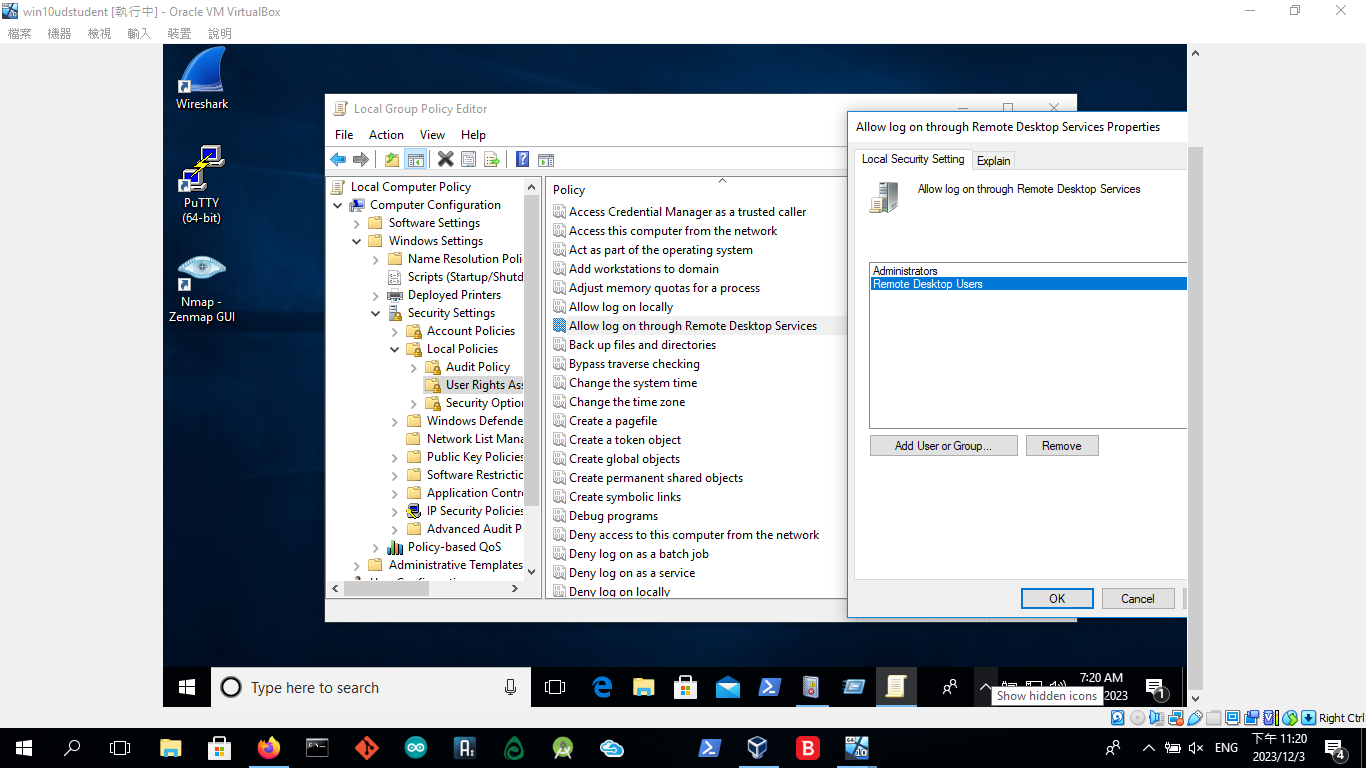 win10udstudent [執行中] - Oracle VM VirtualBox
檔案 機器 檢視 輸入 裝置 說明
Wireshark
PuTTY
(64-bit)
Nmap -
Zenmap GUI
Local Group Policy Editor
File Action View Help
Local Computer Policy
Computer Configuration
Software Settings
Windows Settings
Name Resolution Poli
Scripts (Startup/Shutd
Deployed Printers
Security Settings
Account Policies
Local Policies
Audit Policy
User Rights Ass
Security Option
Windows Defende
Network List Mana
Public Key Policies
Software Restrictio
Application Contr
IP Security Policies
Advanced Audit P
Policy-based QoS
Administrative Templates
Policy
Access Credential Manager as a trusted caller
Access this computer from the network
Act as part of the operating system
Add workstations to domain
Adjust memory quotas for a process
Allow log on locally
Allow log on through Remote Desktop Services
Back up files and directories
Bypass traverse checking
Change the system time
Change the time zone
Create a pagefile
Create a token object
Create global objects
Create permanent shared objects
Create symbolic links
Debug programs
Deny access to this computer from the network
Deny log on as a batch job
Deny log on as a service
Deny log on locally
Allow log on through Remote Desktop Services Properties
Local Security Setting Explain
Allow log on through Remote Desktop Services
Administrators
Remote Desktop Users
Add User or Group... Remove
OK Cancel
Type here to search
7:20 AM
2023
1
Show hidden icons
Right Ctrl
ENG
下午 11:20
2023/12/3
4